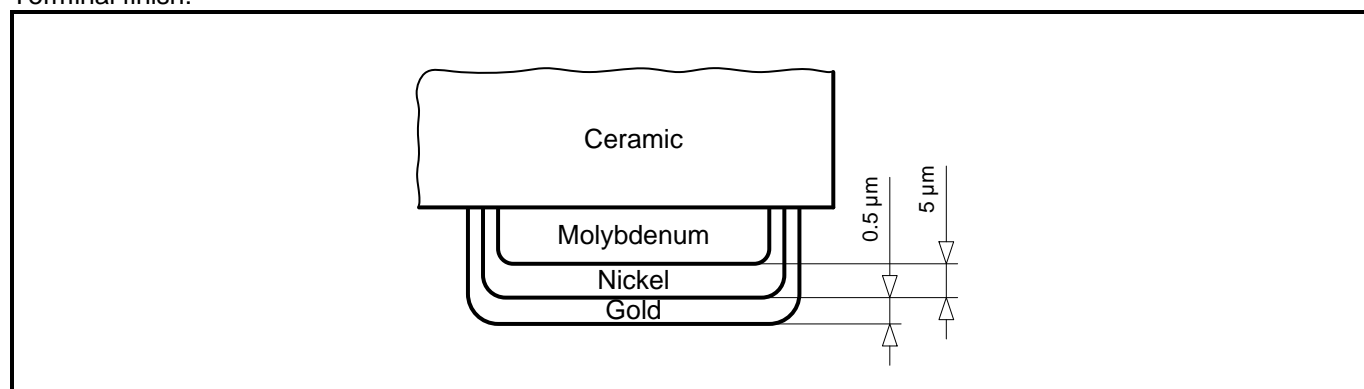 Terminal finish:
Ceramic
0.5 µm
5 µm
Molybdenum
Nickel
Gold